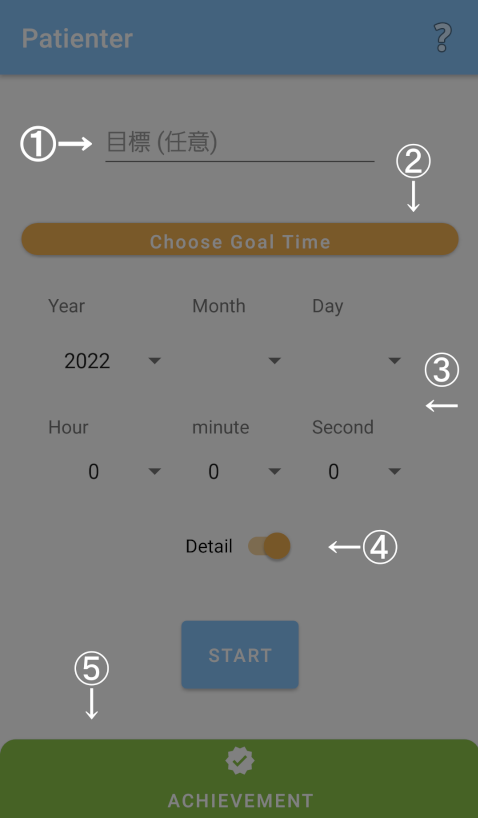 Patienter ?
①→ 目標 (任意)
②
↓
Choose Goal Time
Year Month Day
2022
③
←
Hour minute Second
0 0 0
Detail ←④
START
⑤
↓
ACHIEVEMENT